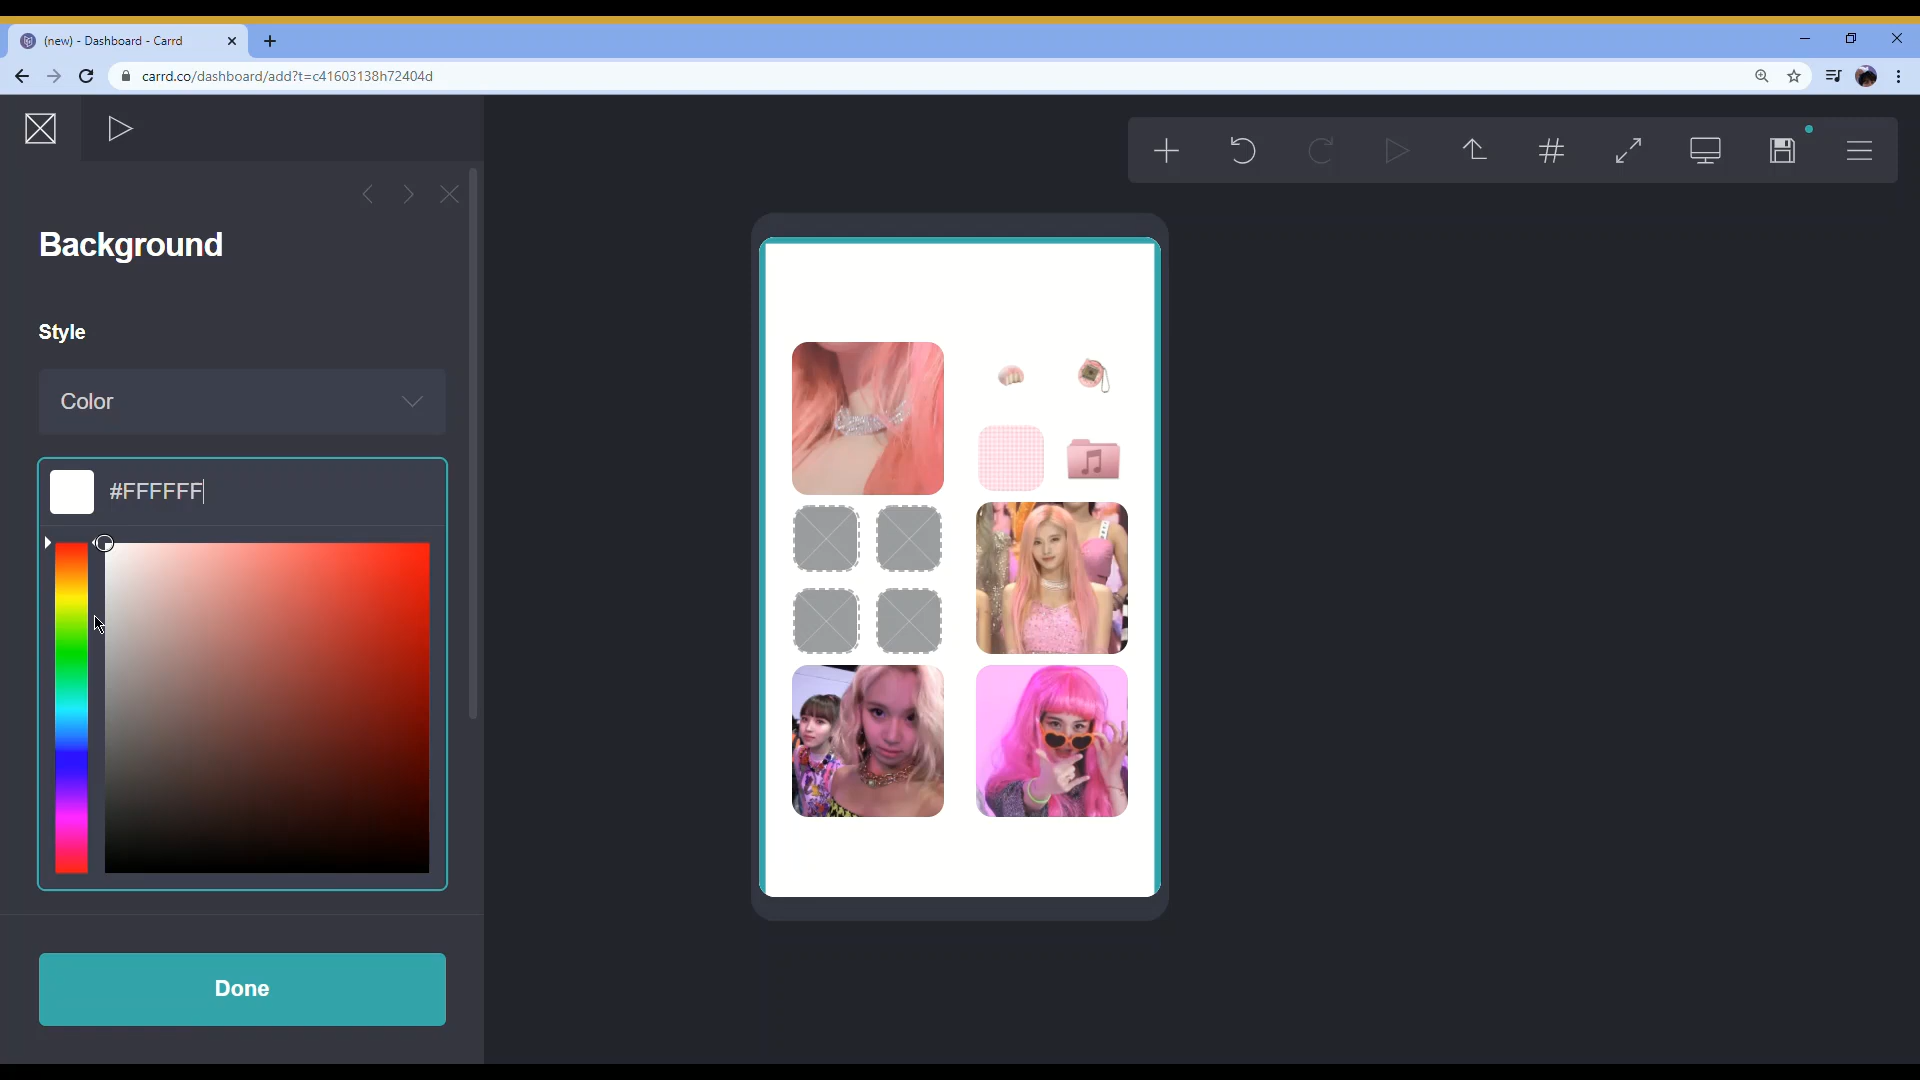 (new) - Dashboard - Carrd
carrd.co/dashboard/add?t=c41603138h72404d
Background
Style
Color
#FFFFFF
Done